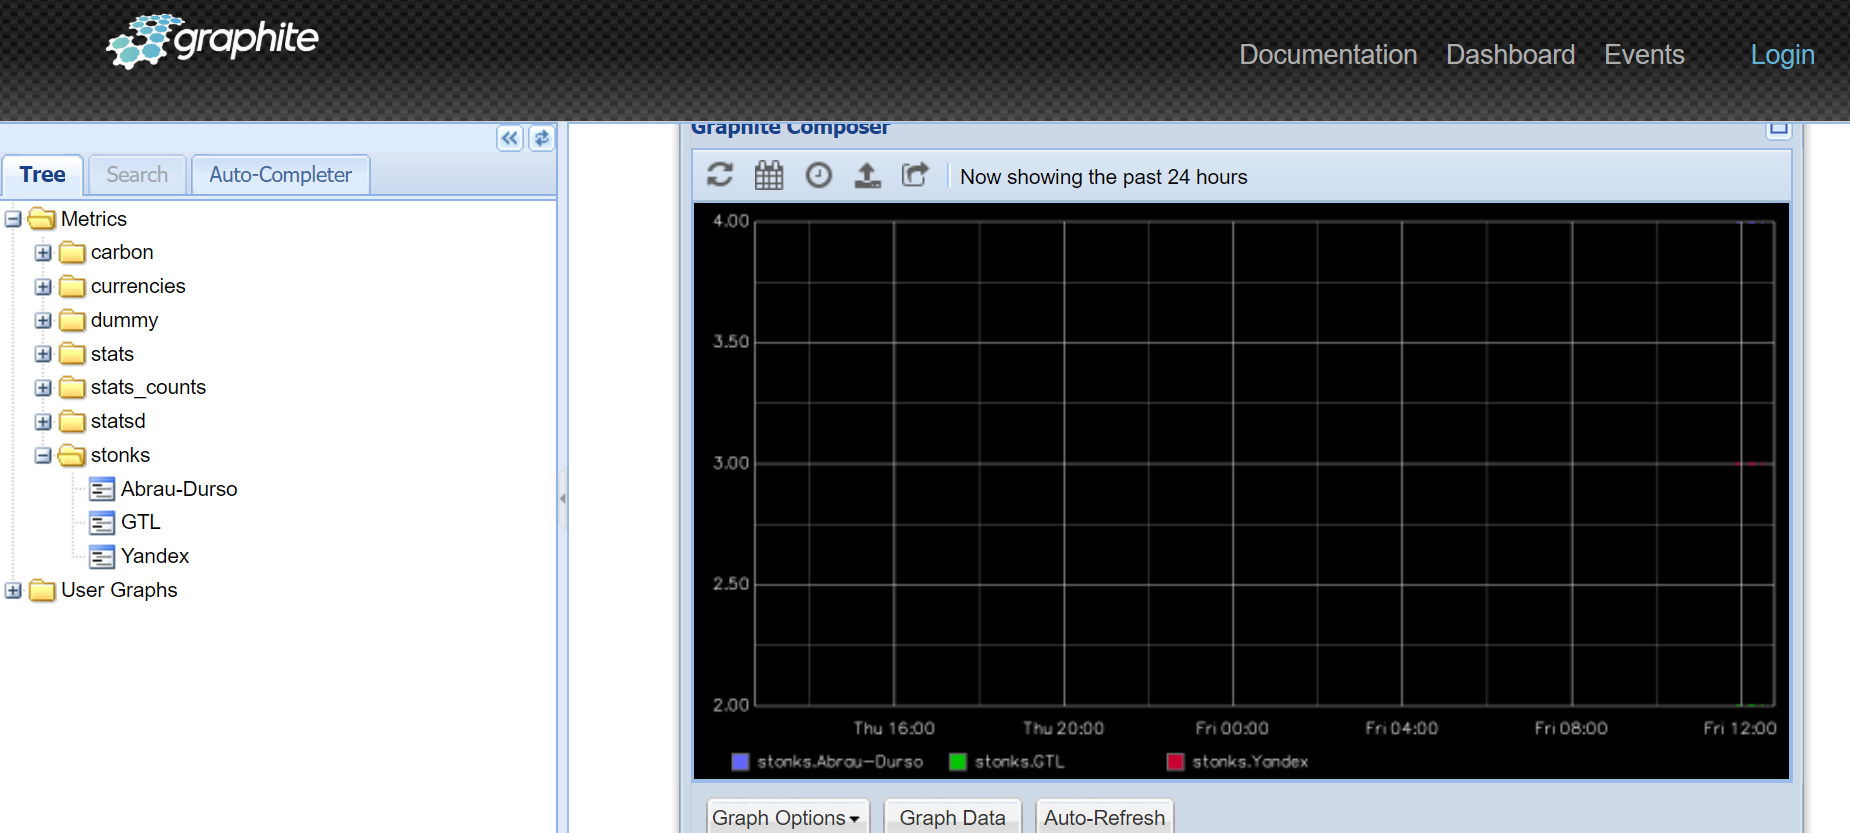 graphite
Documentation Dashboard Events Login
Graphite Composer
Tree Search Auto-Completer
Now showing the past 24 hours
Metrics
carbon
currencies
dummy
stats
stats_counts
statsd
stonks
Abrau-Durso
GTL
Yandex
User Graphs
4.00
3.50
3.00
2.50
2.00
Thu 16:00 Thu 20:00 Fri 00:00 Fri 04:00 Fri 08:00 Fri 12:00
stonks.Abrau-Durso stonks.GTL stonks.Yandex
Graph Options Graph Data Auto-Refresh